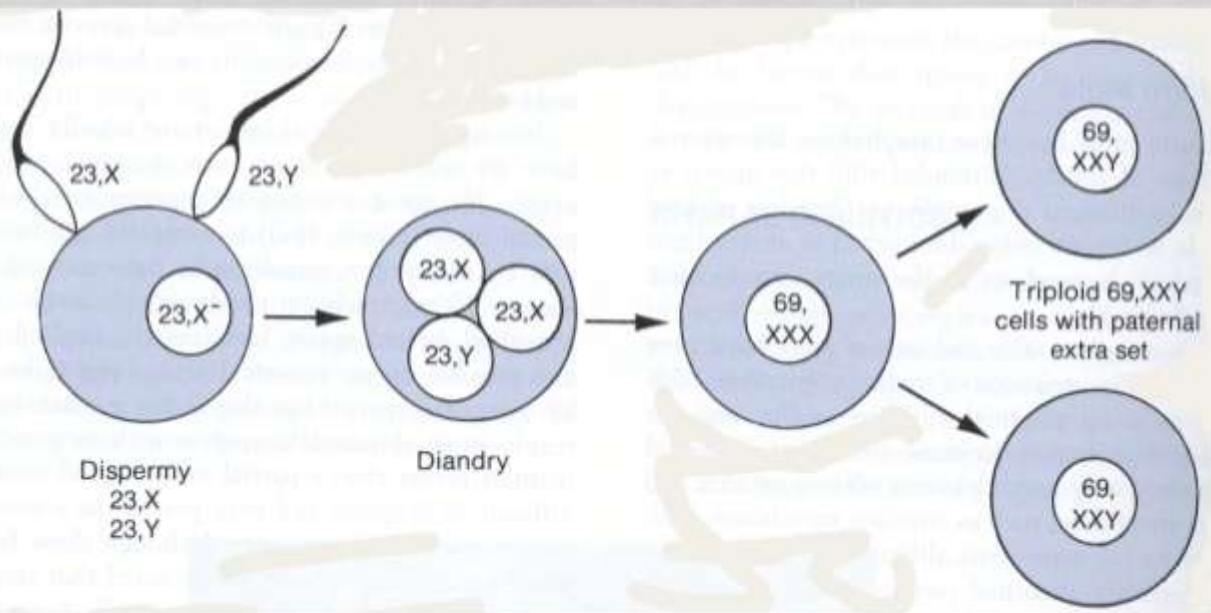 23,X
23,Y
23,X-
23,X
23,X
23,Y
69,
XXX
69,
XXY
Triploid 69,XXY
cells with paternal
extra set
69,
XXY
Dispermy
23,X
23,Y
Diandry